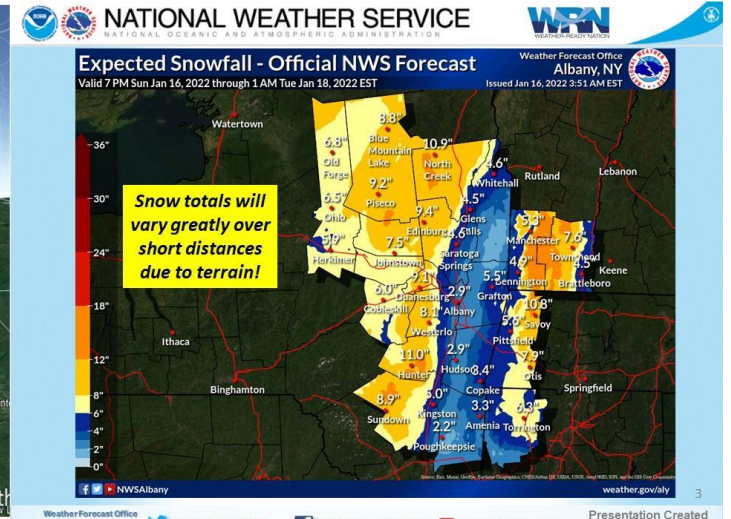 NATIONAL WEATHER SERVICE
NATIONAL OCEANIC AND ATMOSPHERIC ADMINISTRATION
WRN
WEATHER-READY NATION
Expected Snowfall - Official NWS Forecast
Valid 7 PM Sun Jan 16, 2022 through 1 AM Tue Jan 18, 2022 EST
Weather Forecast Office
Albany, NY
Issued Jan 16, 2022 3:51 AM EST
36"
30"
24"
18"
12"
8"
6"
4"
2"
0"
Snow totals will
vary greatly over
short distances
due to terrain!
Watertown
6.8"
Old
Forge
8.8"
Blue
Mountain
Lake
10.9"
North
Creek
4.6"
Whitehall
Rutland
Lebanon
6.5"
Ohio
9.2"
Piseco
4.5"
Glens
Falls
9.4"
Edinburg
5.9"
Herkimer
7.5"
Johnstown
4.6"
Saratoga
Springs
5.3"
Manchester
7.6"
Townshend
4.9"
Bennington
4.5"
Brattleboro
Keene
6.0"
Cobleskill
9.1"
Duanesburg
2.9"
Albany
5.5"
Grafton
8.1"
Westerlo
10.8"
Savoy
5.6"
Pittsfield
Ithaca
11.0"
Hunter
2.9"
Hudson
3.4"
Copake
7.9"
Otis
Binghamton
Springfield
8.9"
Sundown
5.0"
Kingston
3.3"
Amenia
6.3"
Torrington
2.2"
Poughkeepsie
NWSAlbany
weather.gov/aly
3
Weather Forecast Office
Presentation Created